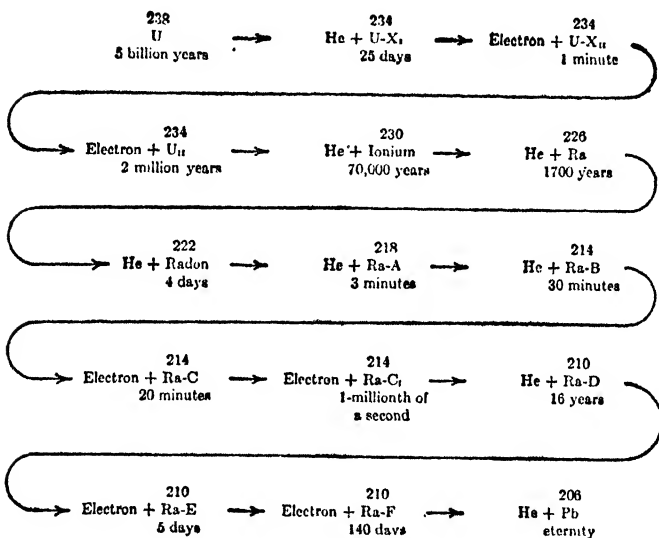 238 234 234
U He + U-X₁ Electron + U-X₁₁
5 billion years 25 days 1 minute
234 230 226
Electron + U₁₁ He + Ionium He + Ra
2 million years 70,000 years 1700 years
222 218 214
He + Radon He + Ra-A He + Ra-B
4 days 3 minutes 30 minutes
214 214 210
Electron + Ra-C Electron + Ra-C₁ He + Ra-D
20 minutes 1-millionth of 16 years
a second
210 210 206
Electron + Ra-E Electron + Ra-F He + Pb
5 days 140 days eternity